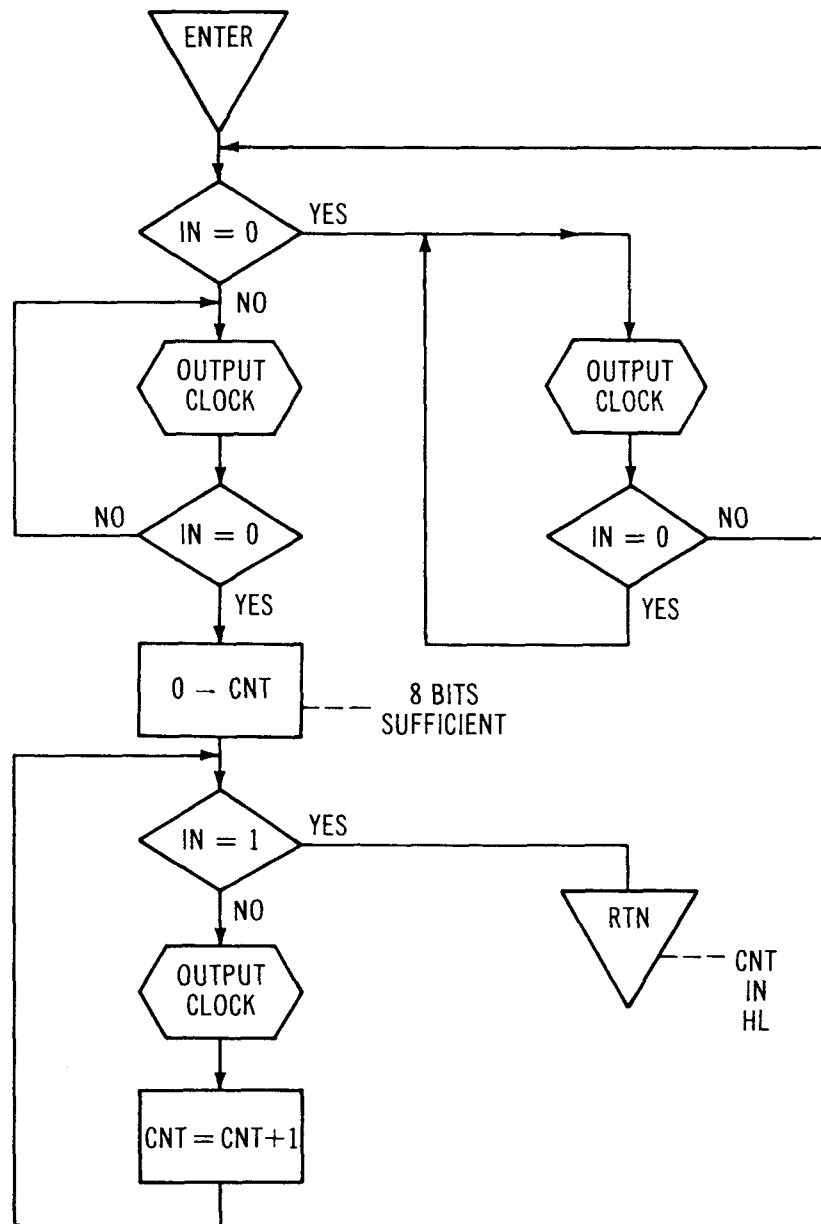 ENTER
IN = 0
YES
NO
OUTPUT
CLOCK
OUTPUT
CLOCK
NO
IN = 0
YES
IN = 0
NO
YES
0 → CNT
8 BITS
SUFFICIENT
IN = 1
YES
NO
RTN
CNT
IN
HL
OUTPUT
CLOCK
CNT = CNT+1